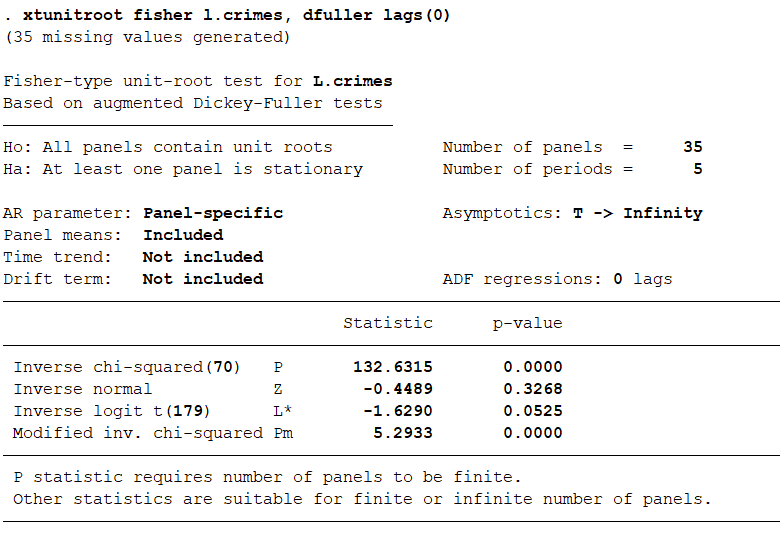 . xtunitroot fisher l.crimes, dfuller lags(0)
(35 missing values generated)
Fisher-type unit-root test for L.crimes
Based on augmented Dickey-Fuller tests
Ho: All panels contain unit roots Number of panels = 35
Ha: At least one panel is stationary Number of periods = 5
AR parameter: Panel-specific Asymptotics: T -> Infinity
Panel means: Included
Time trend: Not included
Drift term: Not included ADF regressions: 0 lags
Statistic p-value
Inverse chi-squared(70) P 132.6315 0.0000
Inverse normal Z -0.4489 0.3268
Inverse logit t(179) L* -1.6290 0.0525
Modified inv. chi-squared Pm 5.2933 0.0000
P statistic requires number of panels to be finite.
Other statistics are suitable for finite or infinite number of panels.